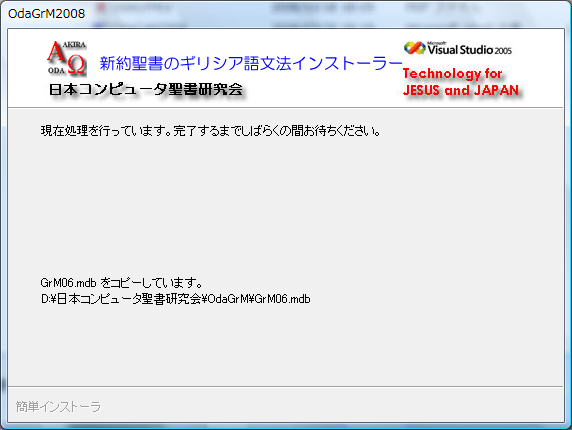 OdaGrM2008
AKIRA
ΑΩ
ODA
新約聖書のギリシア語文法インストーラー
日本コンピュータ聖書研究会
Microsoft
Visual Studio 2005
Technology for
JESUS and JAPAN
現在処理を行っています。完了するまでしばらくの間お待ちください。
GrM06.mdb をコピーしています。
D:¥日本コンピュータ聖書研究会¥OdaGrM¥GrM06.mdb
簡単インストーラ